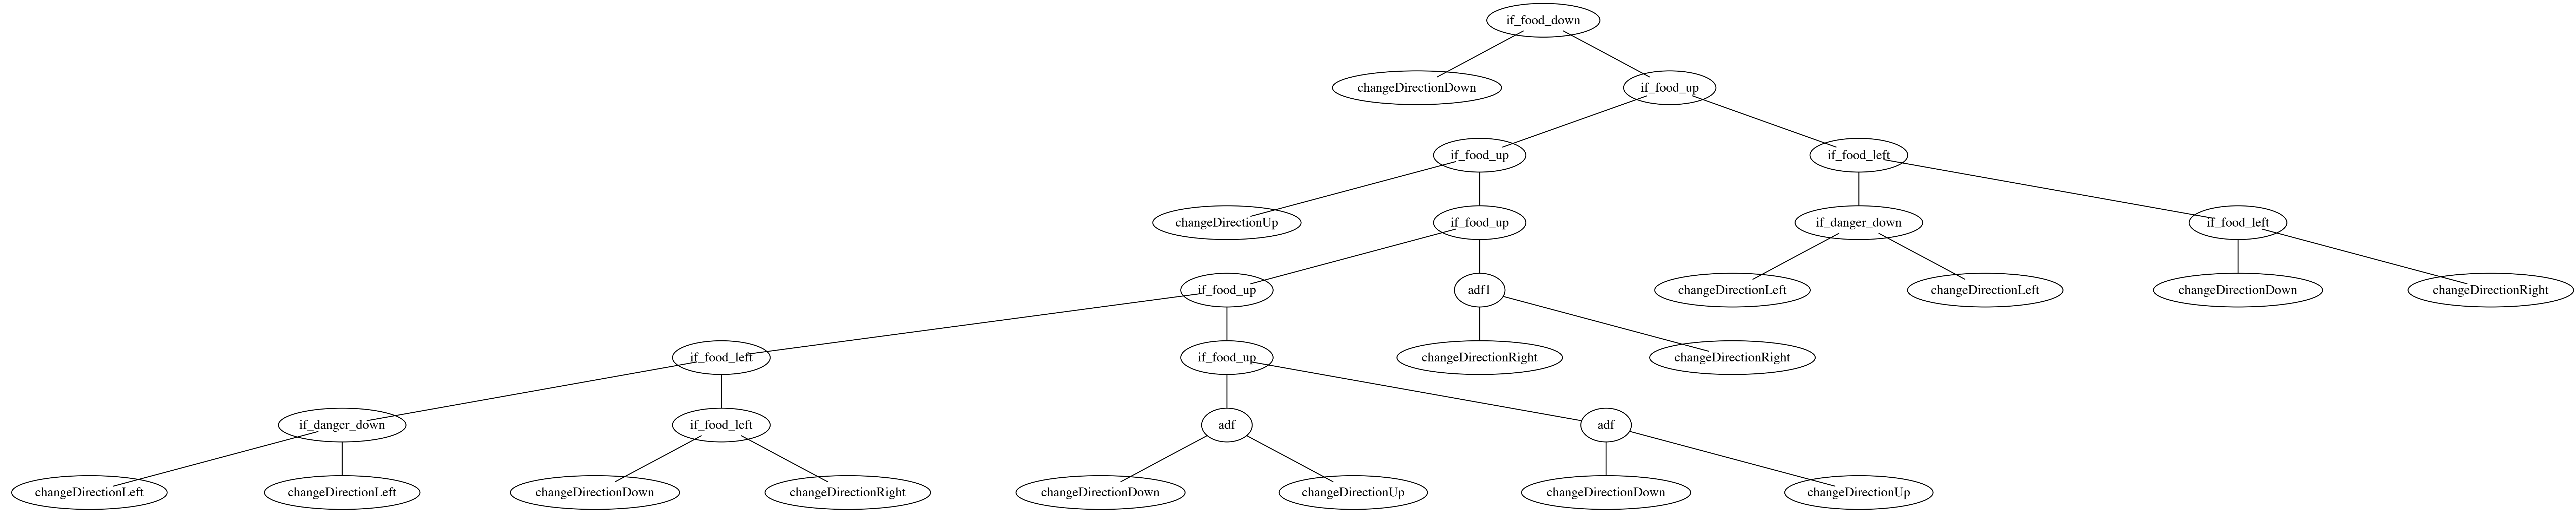 if_food_down
changeDirectionDown
if_food_up
if_food_up
if_food_left
changeDirectionUp
if_food_up
if_danger_down
if_food_left
if_food_up
adf1
changeDirectionLeft
changeDirectionLeft
changeDirectionDown
changeDirectionRight
if_food_left
if_food_up
changeDirectionRight
changeDirectionRight
if_danger_down
if_food_left
adf
adf
changeDirectionLeft
changeDirectionLeft
changeDirectionDown
changeDirectionRight
changeDirectionDown
changeDirectionUp
changeDirectionDown
changeDirectionUp